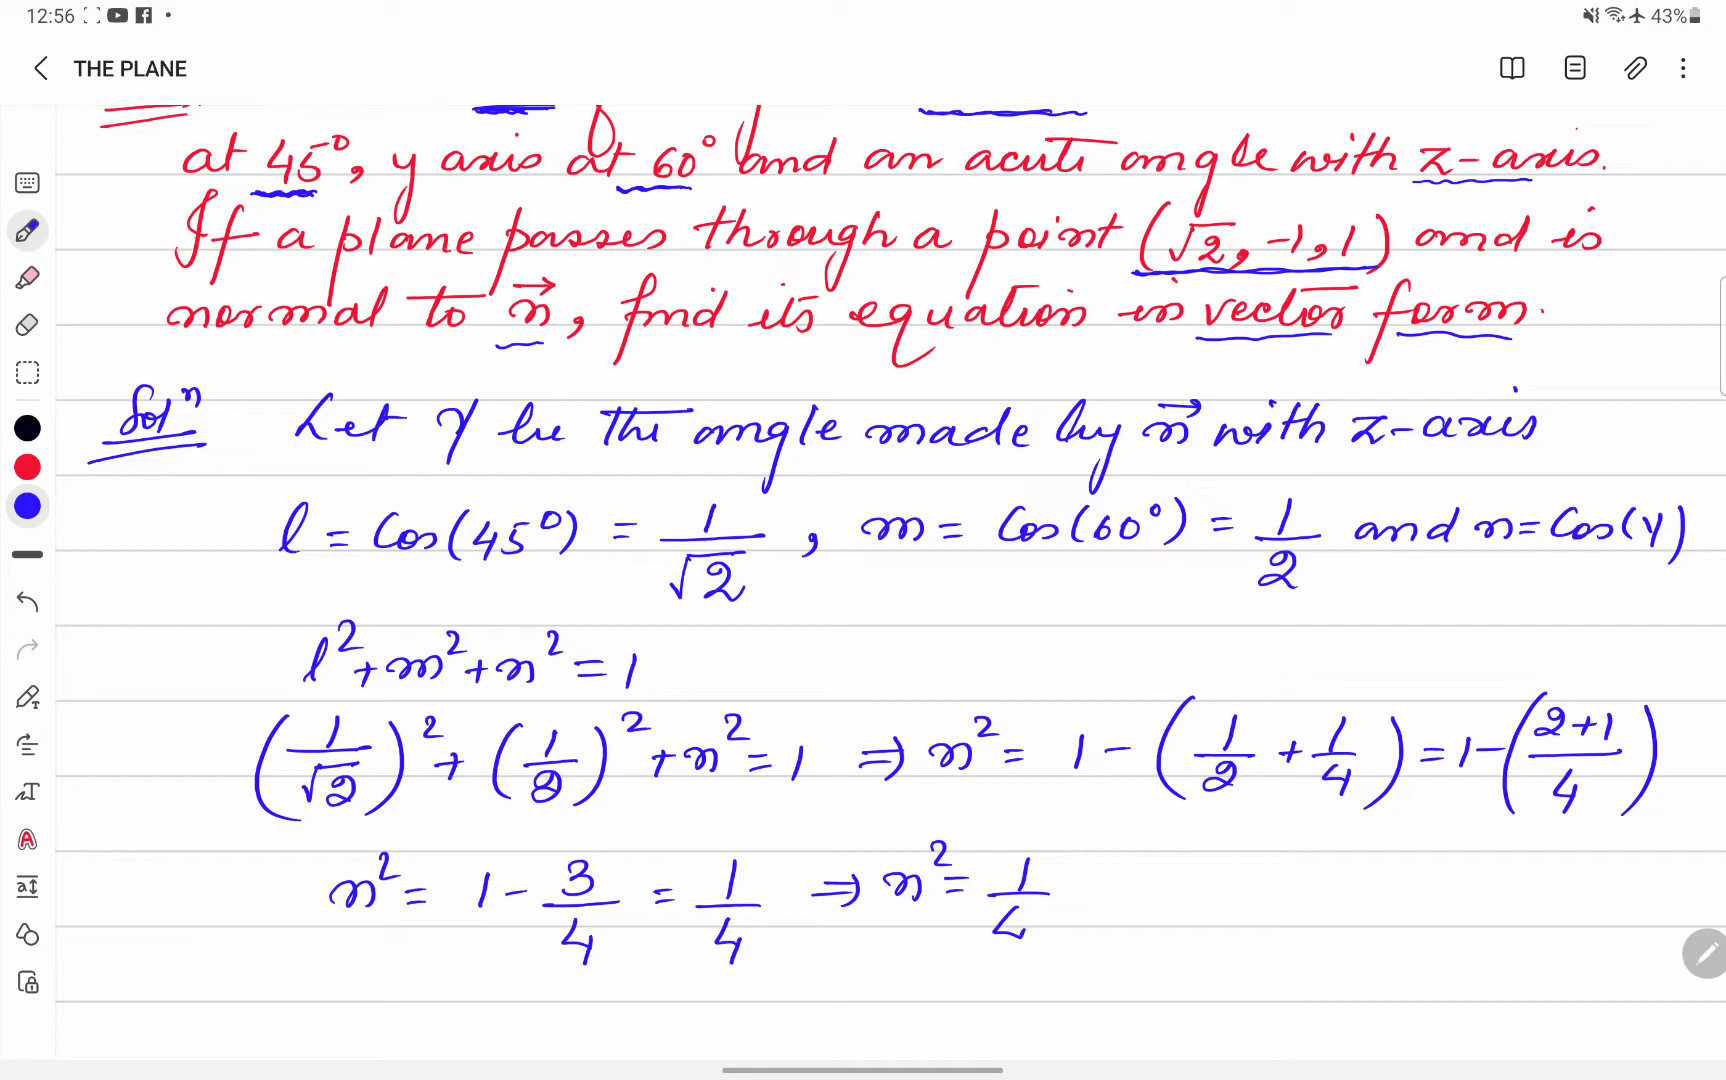 12:56
43%
THE PLANE
at 45°, y axis at 60° and an acute angle with z-axis.
If a plane passes through a point (√2, -1, 1) and is
normal to n⃗, find its equation in vector form.
Solⁿ Let γ be the angle made by n⃗ with z-axis
l = Cos(45°) = 1/√2 , m = Cos(60°) = 1/2 and n = Cos(γ)
l² + m² + n² = 1
(1/√2)² + (1/2)² + n² = 1 ⇒ n² = 1 - (1/2 + 1/4) = 1 - (2+1/4)
n² = 1 - 3/4 = 1/4 ⇒ n² = 1/4